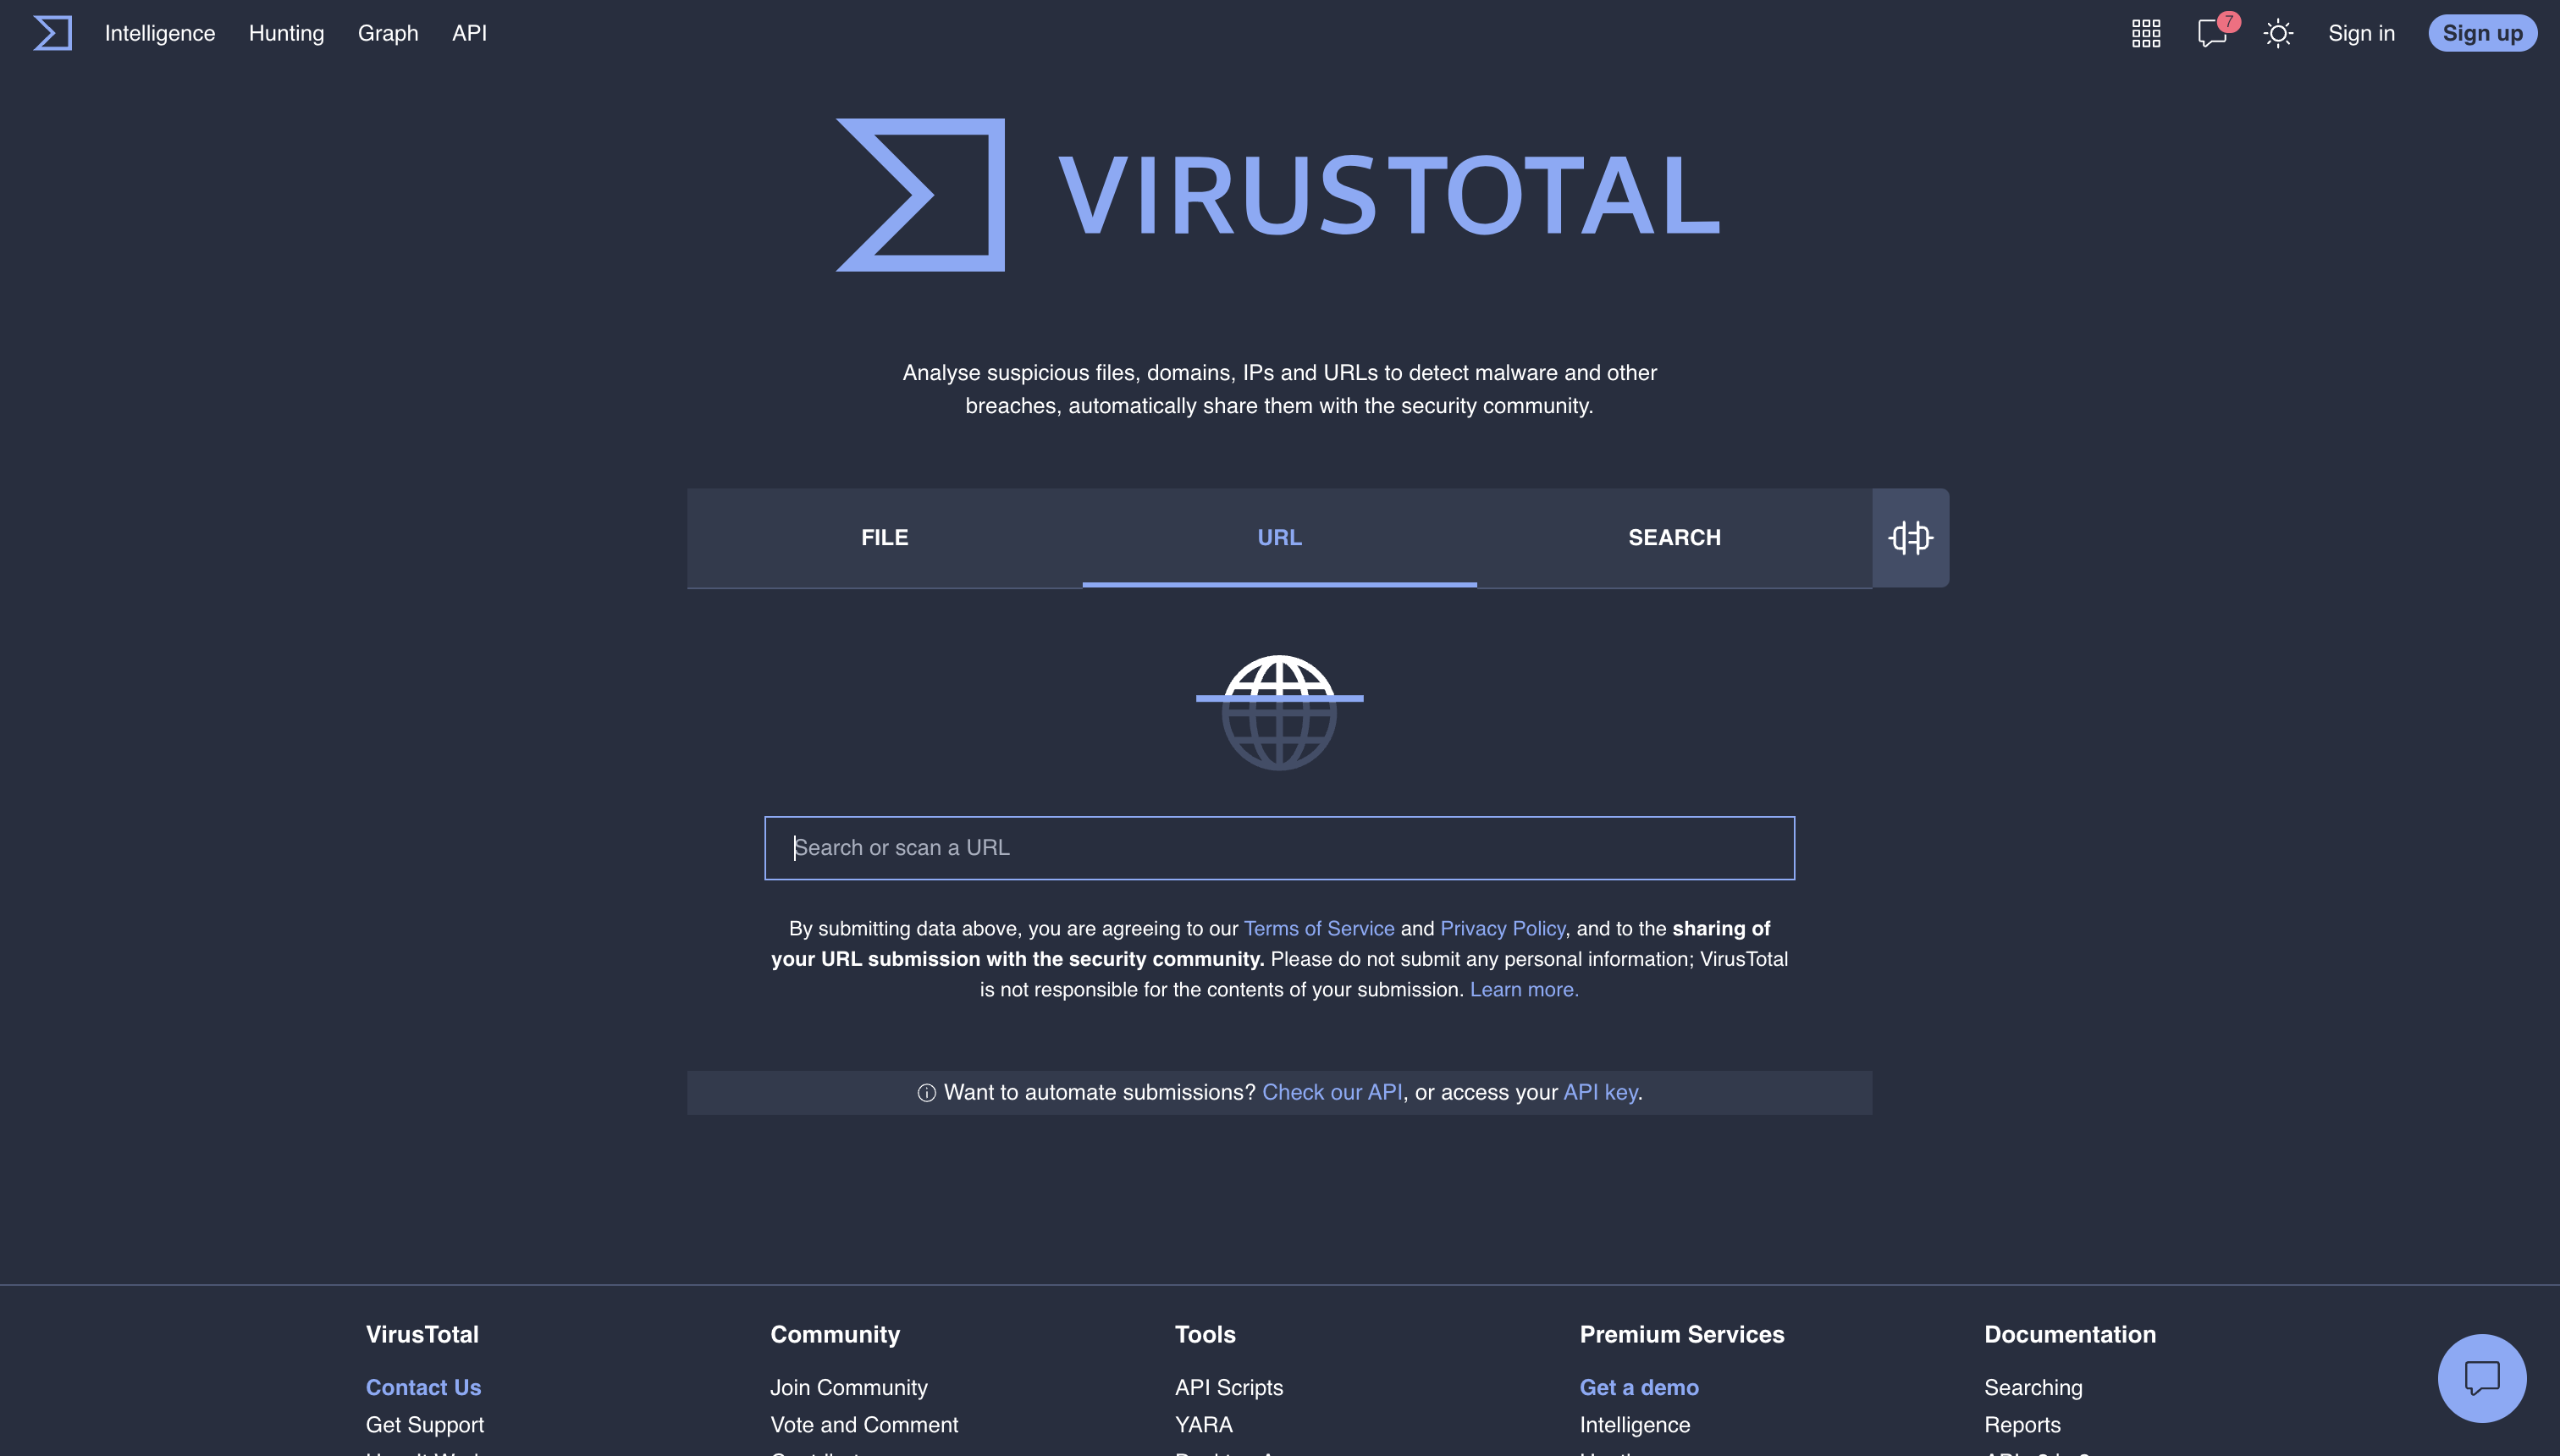 Intelligence
Hunting
Graph
API
7
Sign in
Sign up
VIRUSTOTAL
Analyse suspicious files, domains, IPs and URLs to detect malware and other
breaches, automatically share them with the security community.
FILE
URL
SEARCH
Search or scan a URL
By submitting data above, you are agreeing to our Terms of Service and Privacy Policy, and to the sharing of
your URL submission with the security community. Please do not submit any personal information; VirusTotal
is not responsible for the contents of your submission. Learn more.
Want to automate submissions? Check our API, or access your API key.
VirusTotal
Contact Us
Get Support
Community
Join Community
Vote and Comment
Tools
API Scripts
YARA
Premium Services
Get a demo
Intelligence
Documentation
Searching
Reports